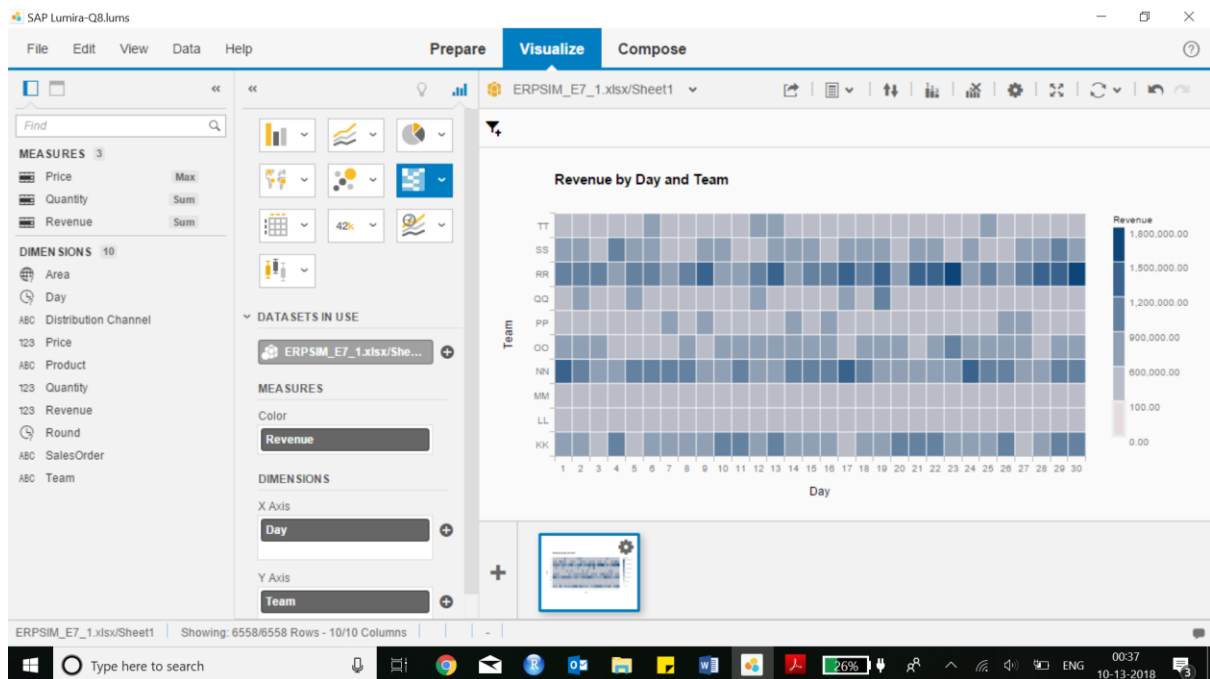 SAP Lumira-Q8.lums
File Edit View Data Help Prepare Visualize Compose
ERPSIM_E7_1.xlsx/Sheet1
Find
MEASURES 3
Price Max
Quantity Sum
Revenue Sum
DIMENSIONS 10
Area
Day
ABC Distribution Channel
123 Price
ABC Product
123 Quantity
123 Revenue
Round
ABC SalesOrder
ABC Team
42K
DATASETS IN USE
ERPSIM_E7_1.xlsx/She...
MEASURES
Color
Revenue
DIMENSIONS
X Axis
Day
Y Axis
Team
Revenue by Day and Team
Team
TT
SS
RR
QQ
PP
OO
NN
MM
LL
KK
1 2 3 4 5 6 7 8 9 10 11 12 13 14 15 16 17 18 19 20 21 22 23 24 25 26 27 28 29 30
Day
Revenue
1,800,000.00
1,500,000.00
1,200,000.00
900,000.00
600,000.00
100.00
0.00
ERPSIM_E7_1.xlsx/Sheet1 Showing: 6558/6558 Rows - 10/10 Columns -
Type here to search
26%
ENG
00:37
10-13-2018
3